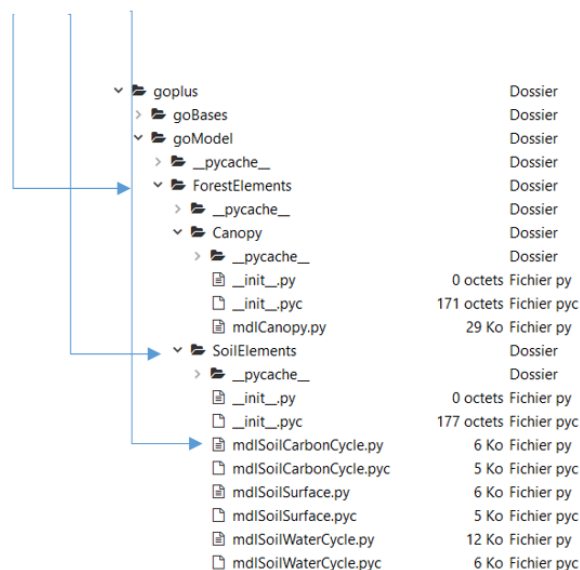 goplus Dossier
goBases Dossier
goModel Dossier
__pycache__ Dossier
ForestElements Dossier
__pycache__ Dossier
Canopy Dossier
__pycache__ Dossier
__init__.py 0 octets Fichier py
__init__.pyc 171 octets Fichier pyc
mdlCanopy.py 29 Ko Fichier py
SoilElements Dossier
__pycache__ Dossier
__init__.py 0 octets Fichier py
__init__.pyc 177 octets Fichier pyc
mdlSoilCarbonCycle.py 6 Ko Fichier py
mdlSoilCarbonCycle.pyc 5 Ko Fichier pyc
mdlSoilSurface.py 6 Ko Fichier py
mdlSoilSurface.pyc 5 Ko Fichier pyc
mdlSoilWaterCycle.py 12 Ko Fichier py
mdlSoilWaterCycle.pyc 6 Ko Fichier pyc